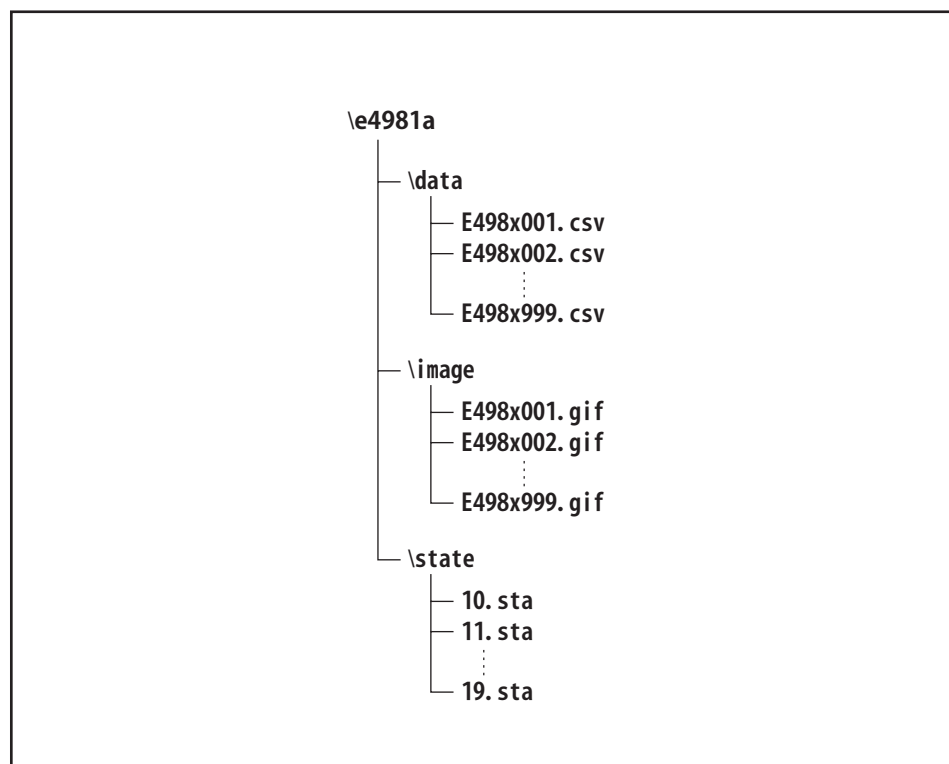 \e4981a
\data
E498x001.csv
E498x002.csv
E498x999.csv
\image
E498x001.gif
E498x002.gif
E498x999.gif
\state
10.sta
11.sta
19.sta